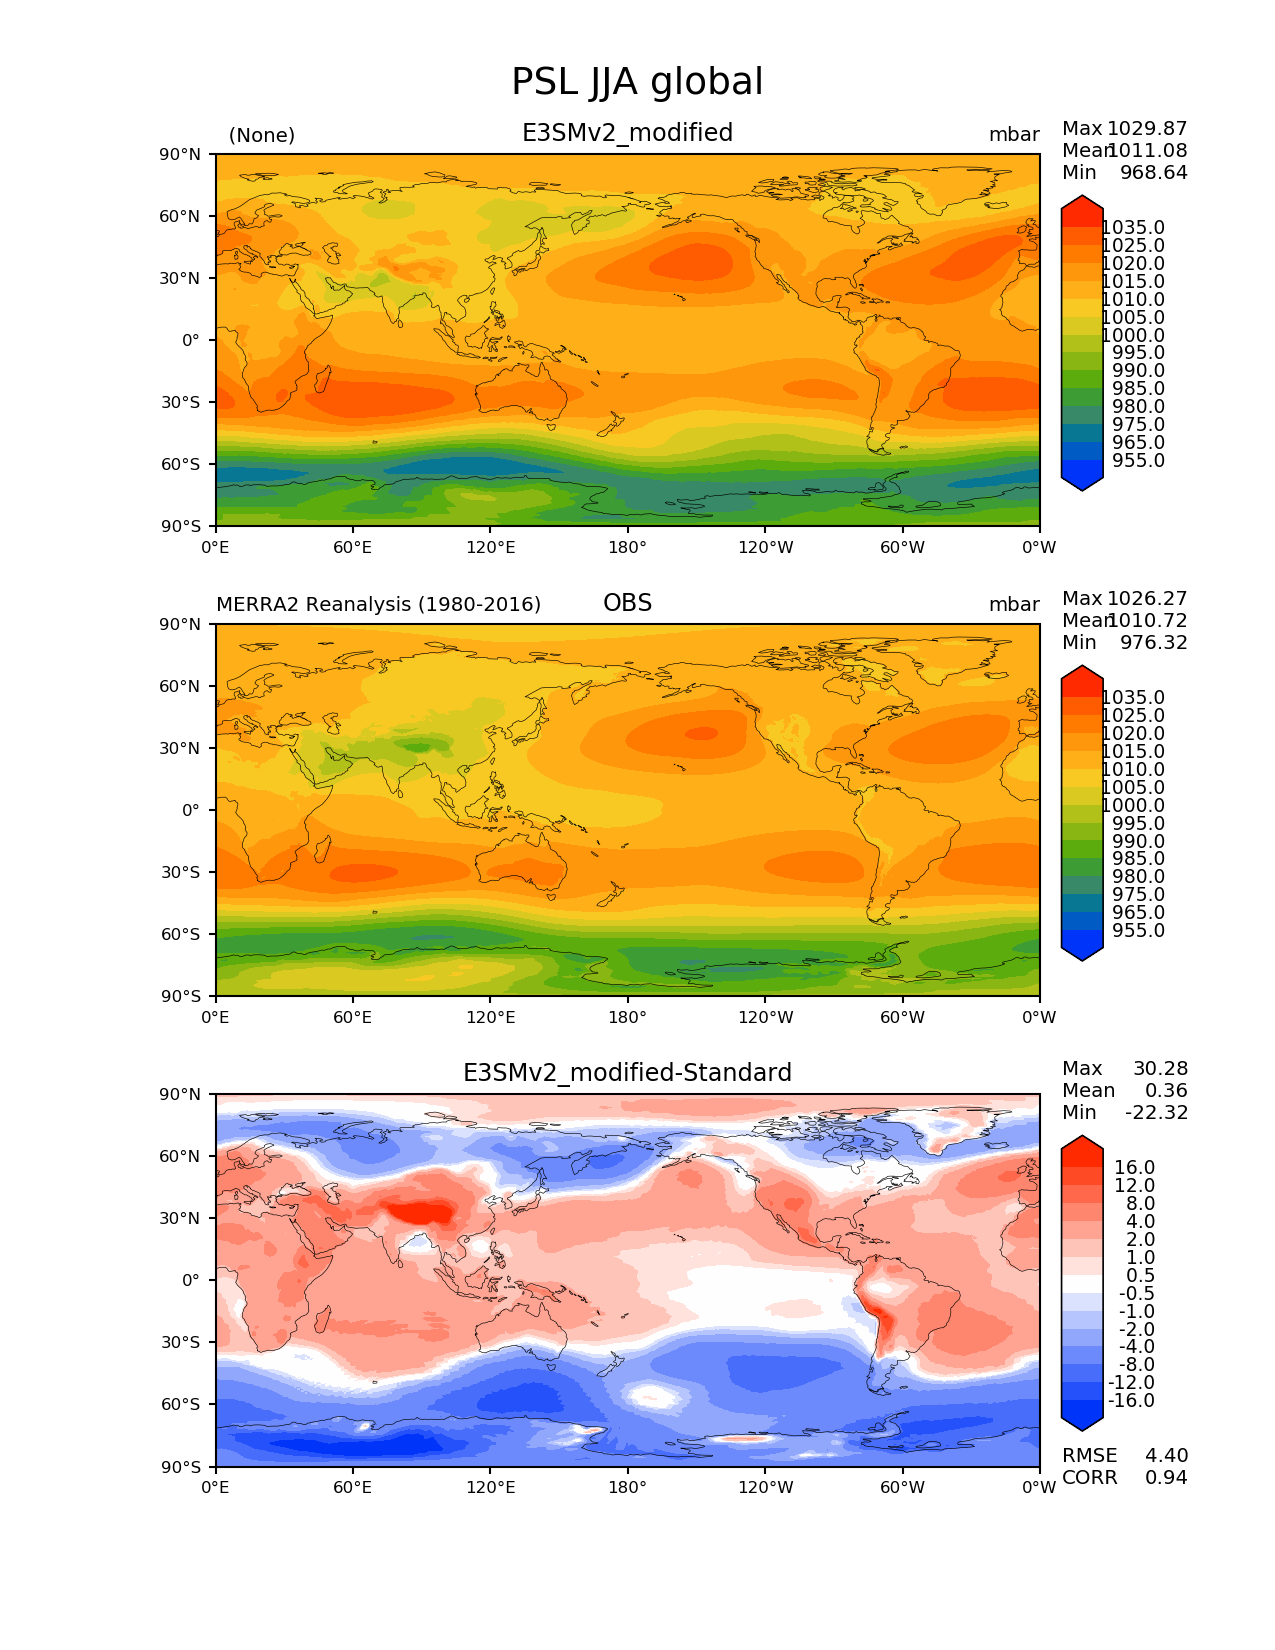 PSL JJA global
(None) E3SMv2_modified mbar
Max 1029.87
Mean 1011.08
Min 968.64
90°N
60°N
30°N
0°
30°S
60°S
90°S
0°E 60°E 120°E 180° 120°W 60°W 0°W
1035.0
1025.0
1020.0
1015.0
1010.0
1005.0
1000.0
995.0
990.0
985.0
980.0
975.0
965.0
955.0
MERRA2 Reanalysis (1980-2016) OBS mbar
Max 1026.27
Mean 1010.72
Min 976.32
90°N
60°N
30°N
0°
30°S
60°S
90°S
0°E 60°E 120°E 180° 120°W 60°W 0°W
1035.0
1025.0
1020.0
1015.0
1010.0
1005.0
1000.0
995.0
990.0
985.0
980.0
975.0
965.0
955.0
E3SMv2_modified-Standard
Max 30.28
Mean 0.36
Min -22.32
90°N
60°N
30°N
0°
30°S
60°S
90°S
0°E 60°E 120°E 180° 120°W 60°W 0°W
16.0
12.0
8.0
4.0
2.0
1.0
0.5
-0.5
-1.0
-2.0
-4.0
-8.0
-12.0
-16.0
RMSE 4.40
CORR 0.94